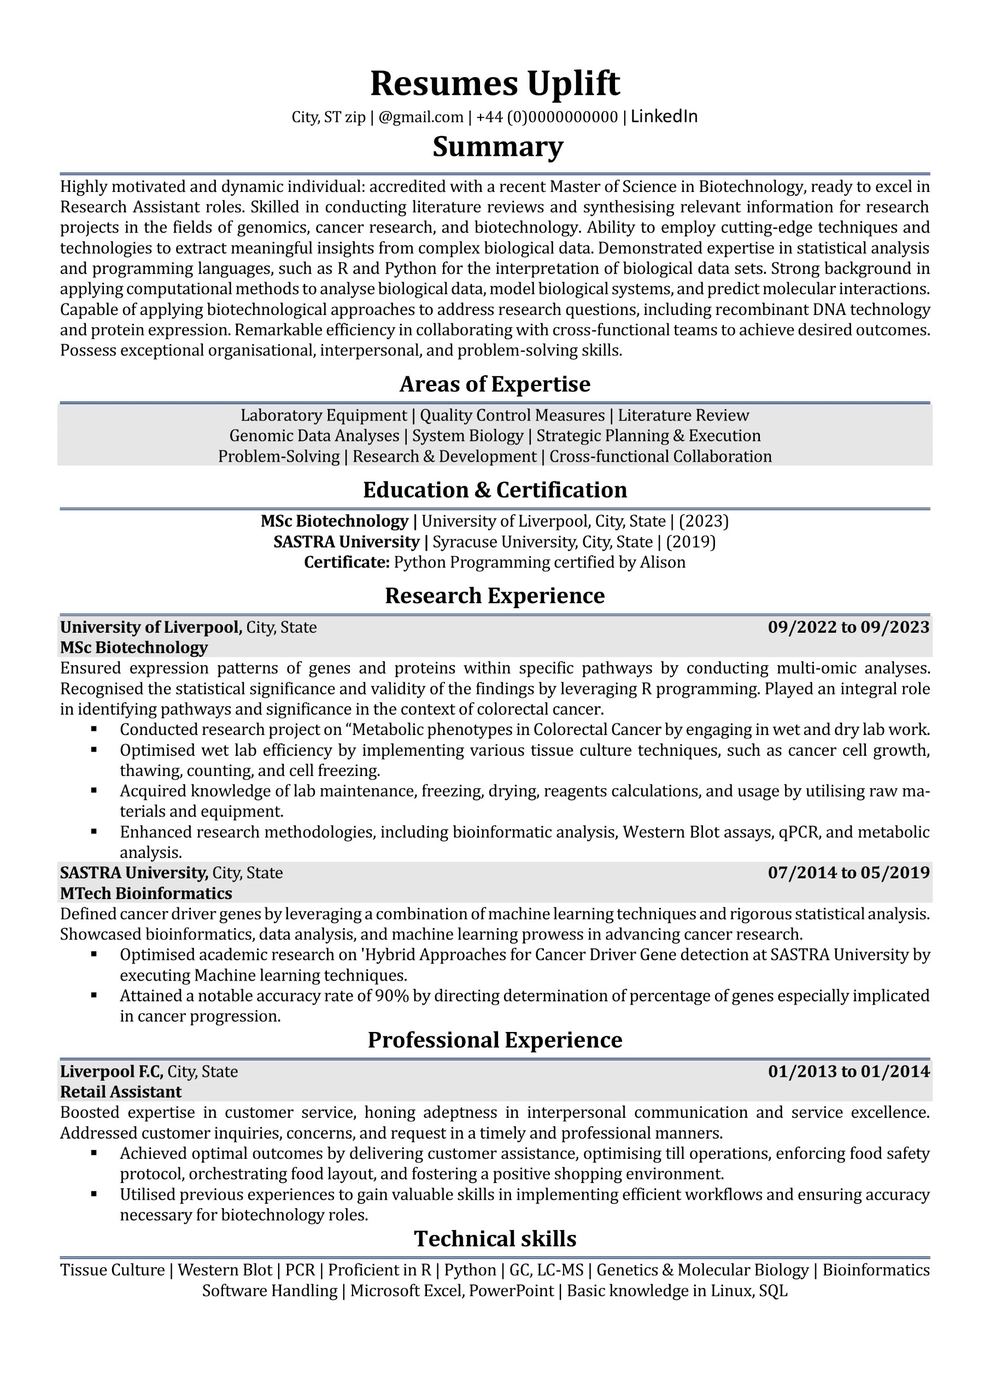 Resumes Uplift
City, ST zip | @gmail.com | +44 (0)0000000000 | LinkedIn
Summary
Highly motivated and dynamic individual: accredited with a recent Master of Science in Biotechnology, ready to excel in
Research Assistant roles. Skilled in conducting literature reviews and synthesising relevant information for research
projects in the fields of genomics, cancer research, and biotechnology. Ability to employ cutting-edge techniques and
technologies to extract meaningful insights from complex biological data. Demonstrated expertise in statistical analysis
and programming languages, such as R and Python for the interpretation of biological data sets. Strong background in
applying computational methods to analyse biological data, model biological systems, and predict molecular interactions.
Capable of applying biotechnological approaches to address research questions, including recombinant DNA technology
and protein expression. Remarkable efficiency in collaborating with cross-functional teams to achieve desired outcomes.
Possess exceptional organisational, interpersonal, and problem-solving skills.
Areas of Expertise
Laboratory Equipment | Quality Control Measures | Literature Review
Genomic Data Analyses | System Biology | Strategic Planning & Execution
Problem-Solving | Research & Development | Cross-functional Collaboration
Education & Certification
MSc Biotechnology | University of Liverpool, City, State | (2023)
SASTRA University | Syracuse University, City, State | (2019)
Certificate: Python Programming certified by Alison
Research Experience
University of Liverpool, City, State 09/2022 to 09/2023
MSc Biotechnology
Ensured expression patterns of genes and proteins within specific pathways by conducting multi-omic analyses.
Recognised the statistical significance and validity of the findings by leveraging R programming. Played an integral role
in identifying pathways and significance in the context of colorectal cancer.
▪ Conducted research project on “Metabolic phenotypes in Colorectal Cancer by engaging in wet and dry lab work.
▪ Optimised wet lab efficiency by implementing various tissue culture techniques, such as cancer cell growth,
thawing, counting, and cell freezing.
▪ Acquired knowledge of lab maintenance, freezing, drying, reagents calculations, and usage by utilising raw ma-
terials and equipment.
▪ Enhanced research methodologies, including bioinformatic analysis, Western Blot assays, qPCR, and metabolic
analysis.
SASTRA University, City, State 07/2014 to 05/2019
MTech Bioinformatics
Defined cancer driver genes by leveraging a combination of machine learning techniques and rigorous statistical analysis.
Showcased bioinformatics, data analysis, and machine learning prowess in advancing cancer research.
▪ Optimised academic research on 'Hybrid Approaches for Cancer Driver Gene detection at SASTRA University by
executing Machine learning techniques.
▪ Attained a notable accuracy rate of 90% by directing determination of percentage of genes especially implicated
in cancer progression.
Professional Experience
Liverpool F.C, City, State 01/2013 to 01/2014
Retail Assistant
Boosted expertise in customer service, honing adeptness in interpersonal communication and service excellence.
Addressed customer inquiries, concerns, and request in a timely and professional manners.
▪ Achieved optimal outcomes by delivering customer assistance, optimising till operations, enforcing food safety
protocol, orchestrating food layout, and fostering a positive shopping environment.
▪ Utilised previous experiences to gain valuable skills in implementing efficient workflows and ensuring accuracy
necessary for biotechnology roles.
Technical skills
Tissue Culture | Western Blot | PCR | Proficient in R | Python | GC, LC-MS | Genetics & Molecular Biology | Bioinformatics
Software Handling | Microsoft Excel, PowerPoint | Basic knowledge in Linux, SQL